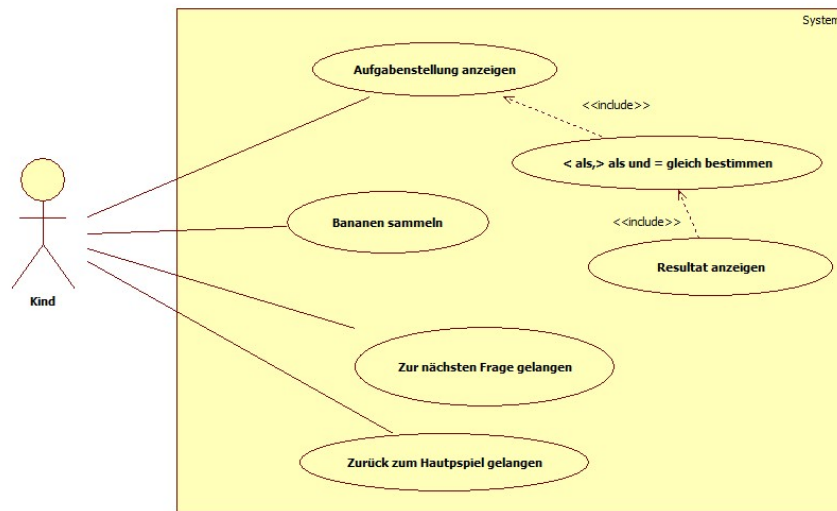 System
Aufgabenstellung anzeigen
<<include>>
< als,> als und = gleich bestimmen
Bananen sammeln
<<include>>
Resultat anzeigen
Kind
Zur nächsten Frage gelangen
Zurück zum Hautpspiel gelangen